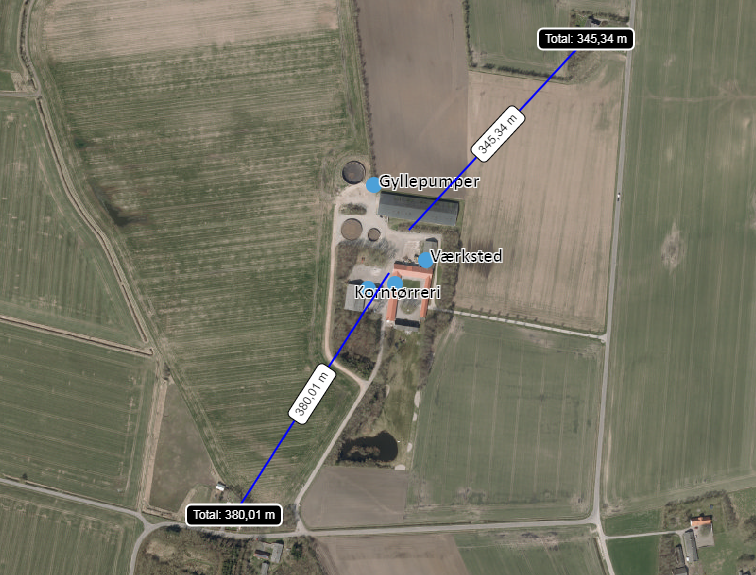 Total: 345,34 m
345,34 m
Gyllepumper
Værksted
Korntørreri
380,01 m
Total: 380,01 m